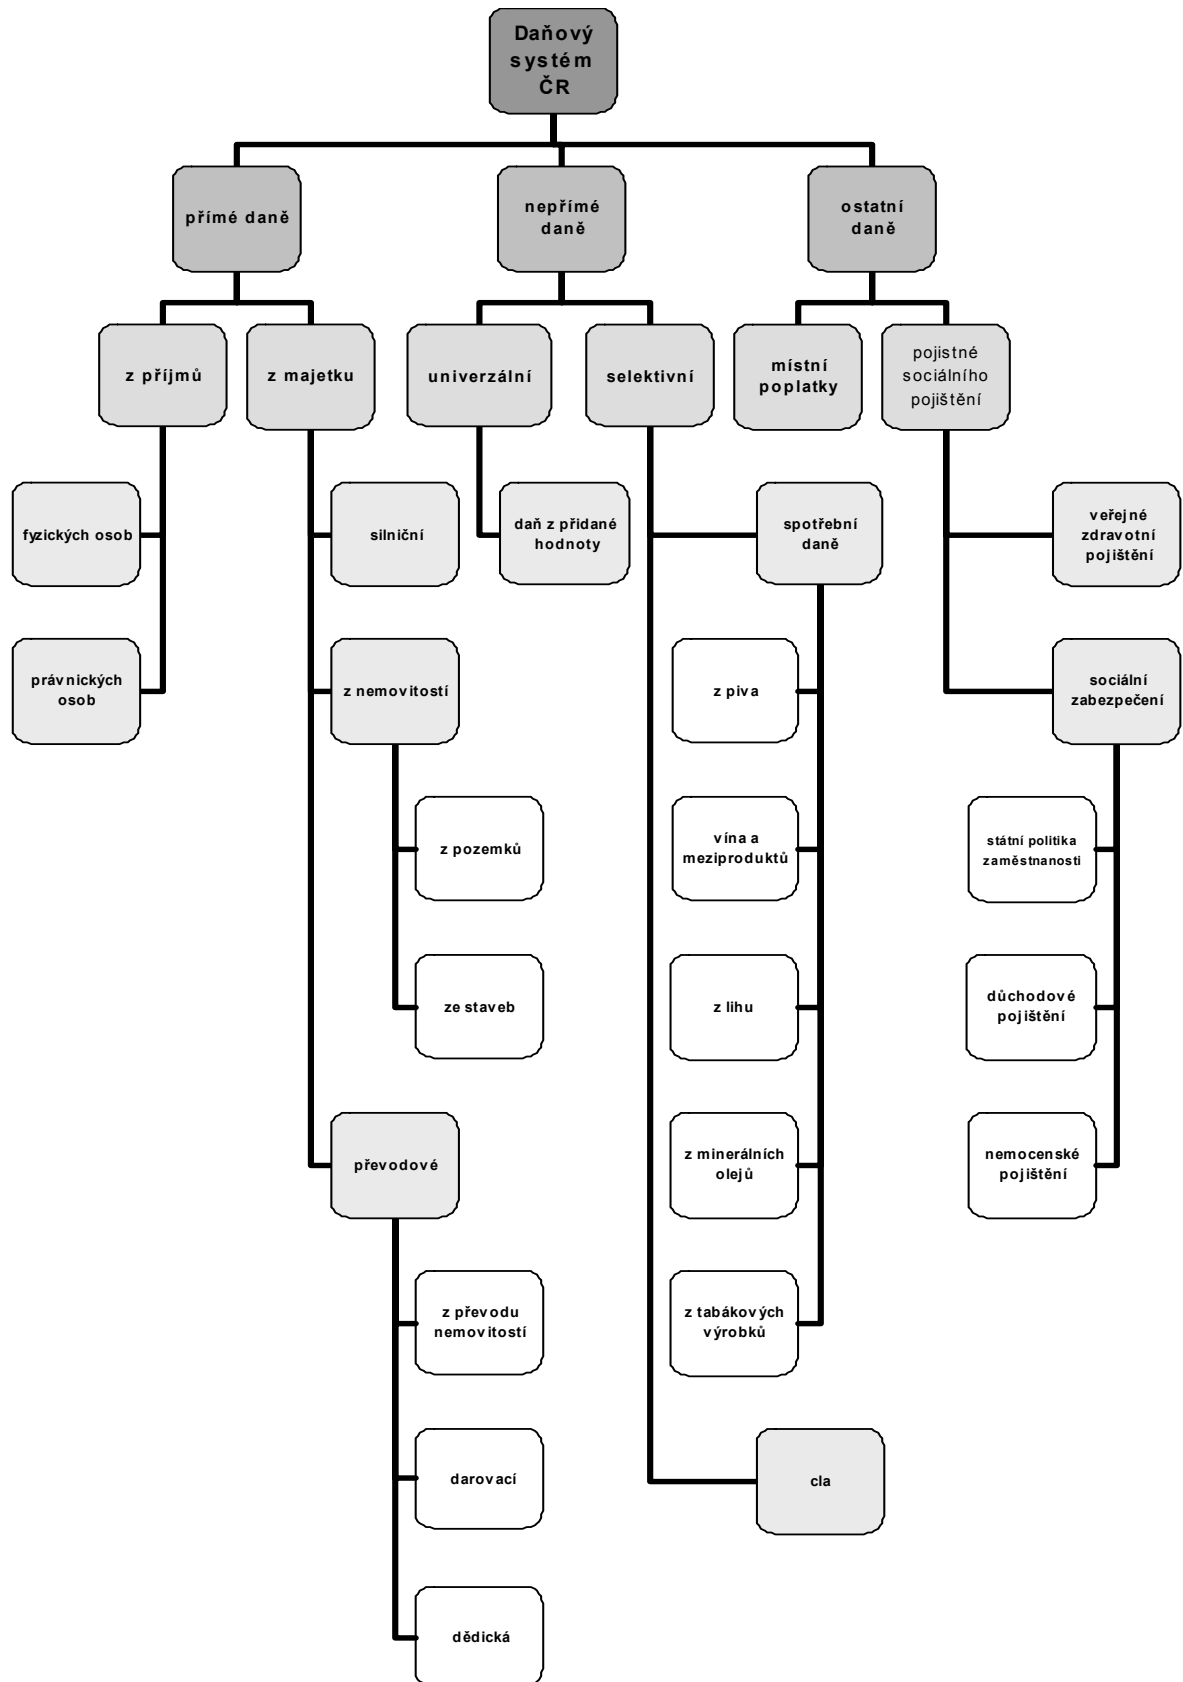 Daňový
systém
ČR
přímé daně
nepřímé
daně
ostatní
daně
z příjmů
z majetku
univerzální
selektivní
místní
poplatky
pojistné
sociálního
pojištění
fyzických osob
silniční
daň z přidané
hodnoty
spotřební
daně
veřejné
zdravotní
pojištění
právnických
osob
z nemovitostí
z piva
sociální
zabezpečení
z pozemků
vína a
meziproduktů
státní politika
zaměstnanosti
ze staveb
z lihu
důchodové
pojištění
převodové
z minerálních
olejů
nemocenské
pojištění
z převodu
nemovitostí
z tabákových
výrobků
darovací
cla
dědická